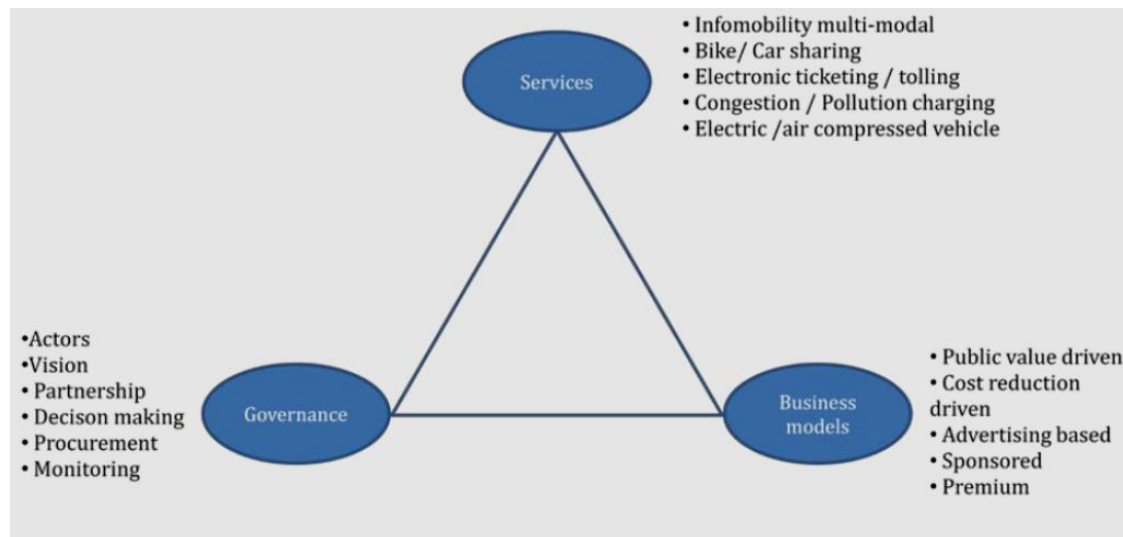 • Infomobility multi-modal
• Bike/ Car sharing
• Electronic ticketing / tolling
• Congestion / Pollution charging
• Electric /air compressed vehicle
Services
•Actors
•Vision
• Partnership
• Decison making
• Procurement
• Monitoring
Governance
Business
models
• Public value driven
• Cost reduction
driven
• Advertising based
• Sponsored
• Premium